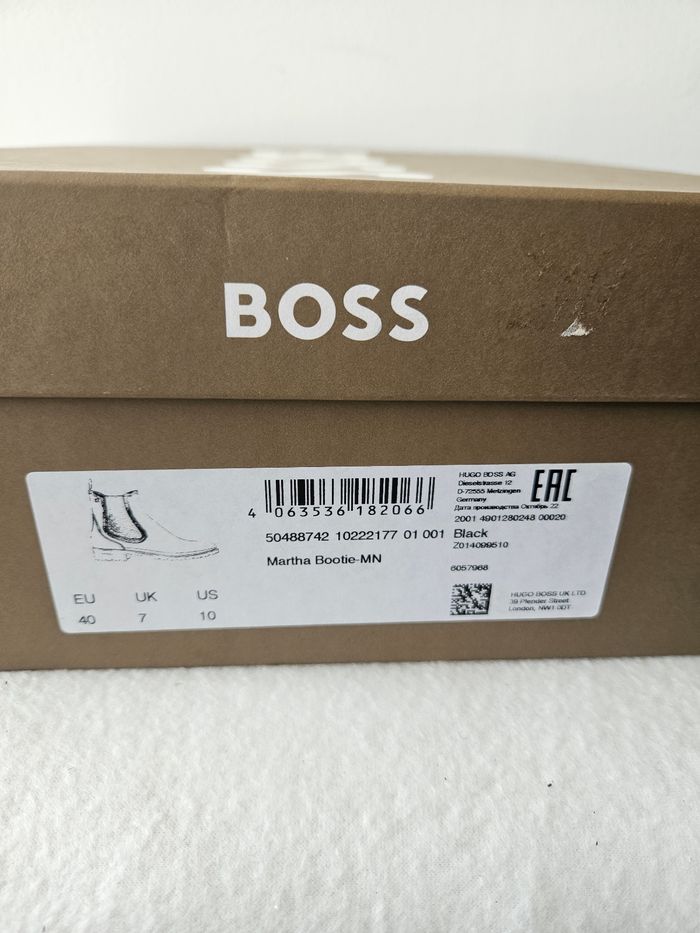 BOSS
4 063536 182066
50488742 10222177 01 001 Black
Martha Bootie-MN
EU UK US
40 7 10
HUGO BOSS AG
Dieselstrasse 12
D-72555 Metzingen
Germany
Дата производства Октябрь 22
2001 4901280248 00020
Z014099510
6057968
EAC
HUGO BOSS UK LTD
39 Plender Street
London, NW1 0DT